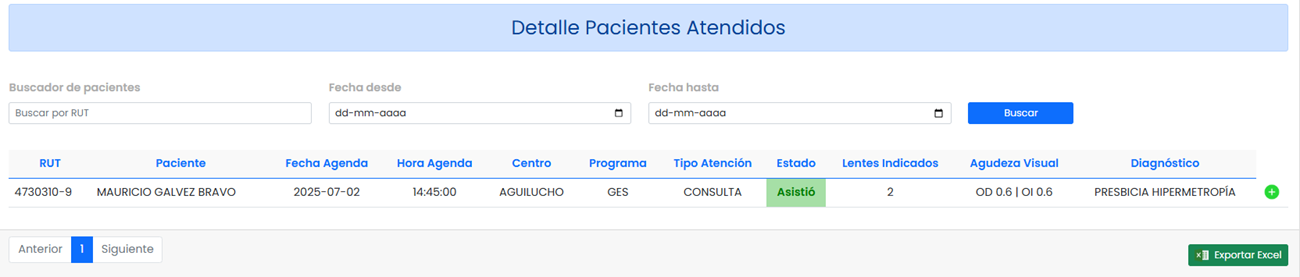 Detalle Pacientes Atendidos
Buscador de pacientes Fecha desde Fecha hasta
Buscar por RUT dd-mm-aaaa dd-mm-aaaa Buscar
RUT Paciente Fecha Agenda Hora Agenda Centro Programa Tipo Atención Estado Lentes Indicados Agudeza Visual Diagnóstico
4730310-9 MAURICIO GALVEZ BRAVO 2025-07-02 14:45:00 AGUILUCHO GES CONSULTA Asistió 2 OD 0.6 | OI 0.6 PRESBICIA HIPERMETROPÍA
Anterior 1 Siguiente
Exportar Excel